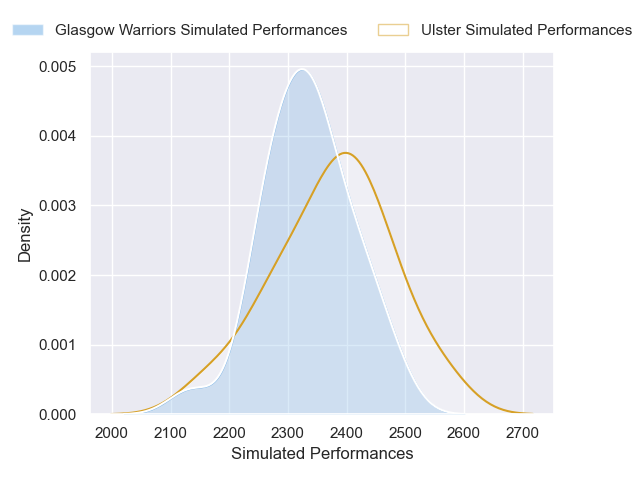 Glasgow Warriors Simulated Performances
Ulster Simulated Performances
0.005
0.004
0.003
0.002
0.001
0.000
Density
2000 2100 2200 2300 2400 2500 2600 2700
Simulated Performances